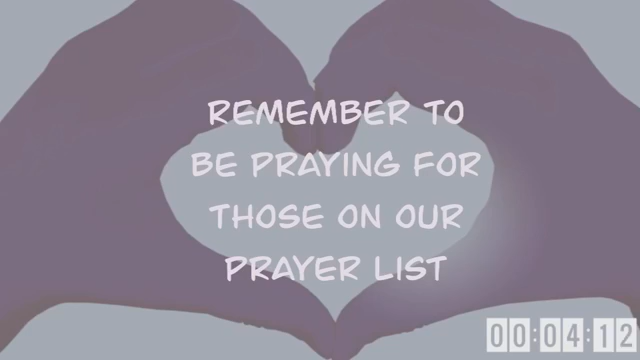 REMEMBER TO
BE PRAYING FOR
THOSE ON OUR
PRAYER LIST
00:04:12